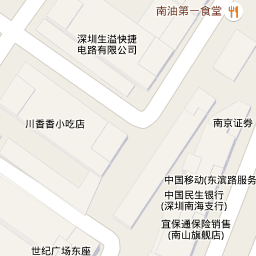 南油第一食堂
深圳生溢快捷
电路有限公司
川香香小吃店
南京证券
中国移动(东滨路服务
中国民生银行
(深圳南海支行)
宜保通保险销售
(南山旗舰店)
世纪广场东座